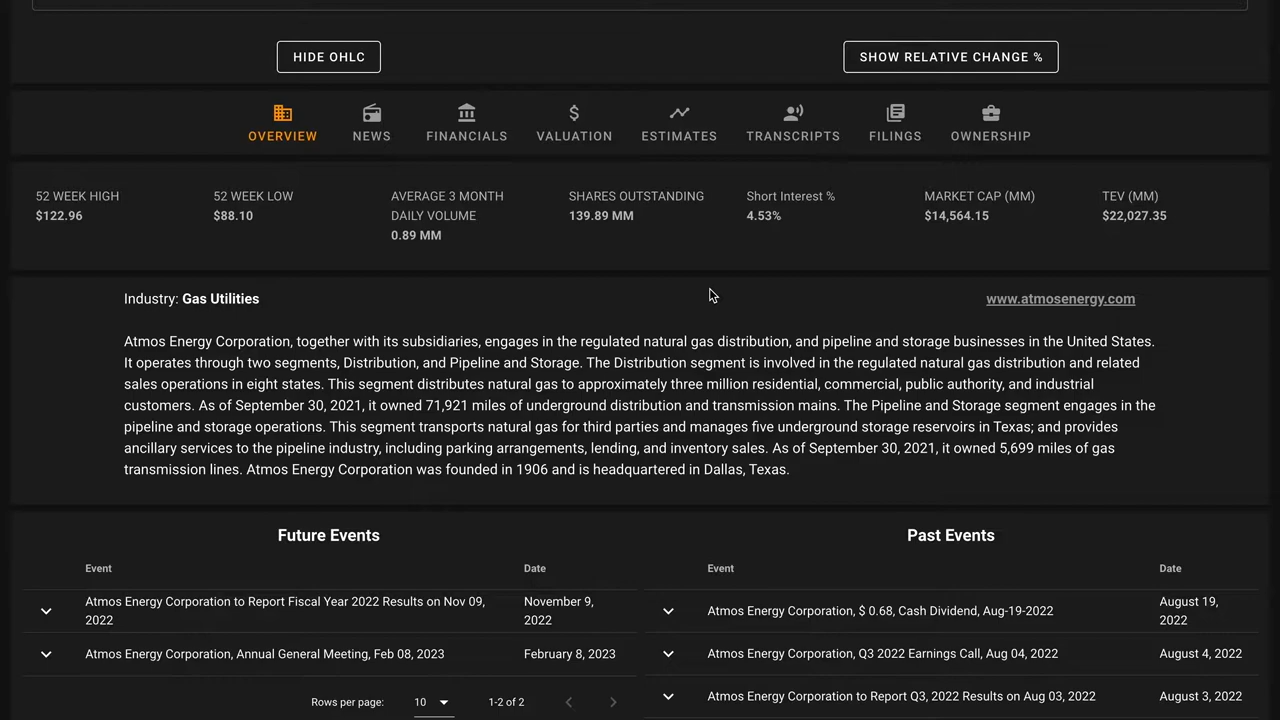 HIDE OHLC
SHOW RELATIVE CHANGE %
OVERVIEW
NEWS
FINANCIALS
VALUATION
ESTIMATES
TRANSCRIPTS
FILINGS
OWNERSHIP
52 WEEK HIGH
$122.96
52 WEEK LOW
$88.10
AVERAGE 3 MONTH
DAILY VOLUME
0.89 MM
SHARES OUTSTANDING
139.89 MM
Short Interest %
4.53%
MARKET CAP (MM)
$14,564.15
TEV (MM)
$22,027.35
Industry: Gas Utilities
www.atmosenergy.com
Atmos Energy Corporation, together with its subsidiaries, engages in the regulated natural gas distribution, and pipeline and storage businesses in the United States.
It operates through two segments, Distribution, and Pipeline and Storage. The Distribution segment is involved in the regulated natural gas distribution and related
sales operations in eight states. This segment distributes natural gas to approximately three million residential, commercial, public authority, and industrial
customers. As of September 30, 2021, it owned 71,921 miles of underground distribution and transmission mains. The Pipeline and Storage segment engages in the
pipeline and storage operations. This segment transports natural gas for third parties and manages five underground storage reservoirs in Texas; and provides
ancillary services to the pipeline industry, including parking arrangements, lending, and inventory sales. As of September 30, 2021, it owned 5,699 miles of gas
transmission lines. Atmos Energy Corporation was founded in 1906 and is headquartered in Dallas, Texas.
Future Events
Event
Date
Atmos Energy Corporation to Report Fiscal Year 2022 Results on Nov 09,
2022
November 9,
2022
Atmos Energy Corporation, Annual General Meeting, Feb 08, 2023
February 8, 2023
Rows per page:
10
1-2 of 2
Past Events
Event
Date
Atmos Energy Corporation, $ 0.68, Cash Dividend, Aug-19-2022
August 19,
2022
Atmos Energy Corporation, Q3 2022 Earnings Call, Aug 04, 2022
August 4, 2022
Atmos Energy Corporation to Report Q3, 2022 Results on Aug 03, 2022
August 3, 2022